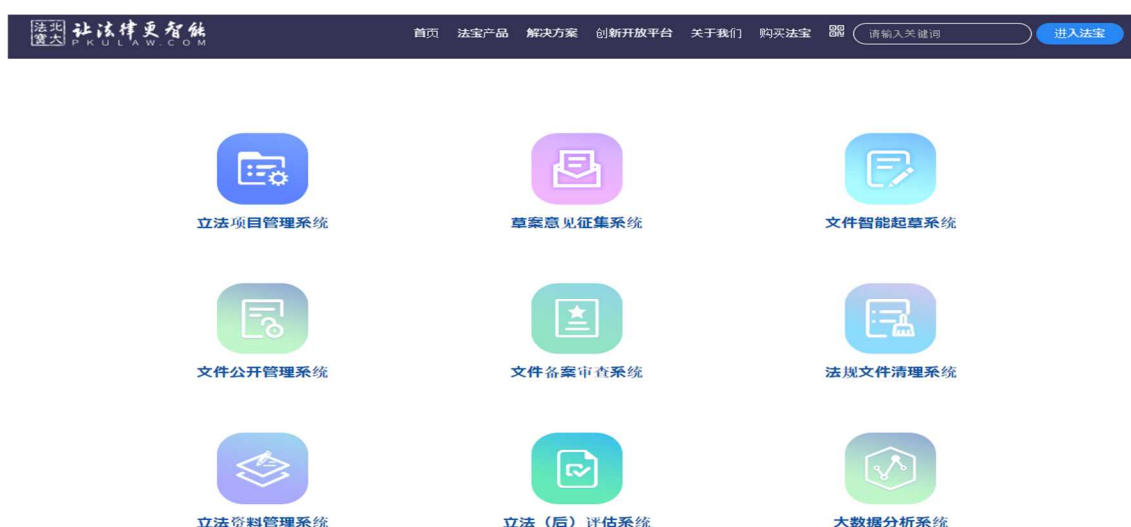 北大法寶 让法律更智能
PKULAW.COM
首页 法宝产品 解决方案 创新开放平台 关于我们 购买法宝 请输入关键词 进入法宝
立法项目管理系统 草案意见征集系统 文件智能起草系统
文件公开管理系统 文件备案审查系统 法规文件清理系统
立法资料管理系统 立法（后）评估系统 大数据分析系统